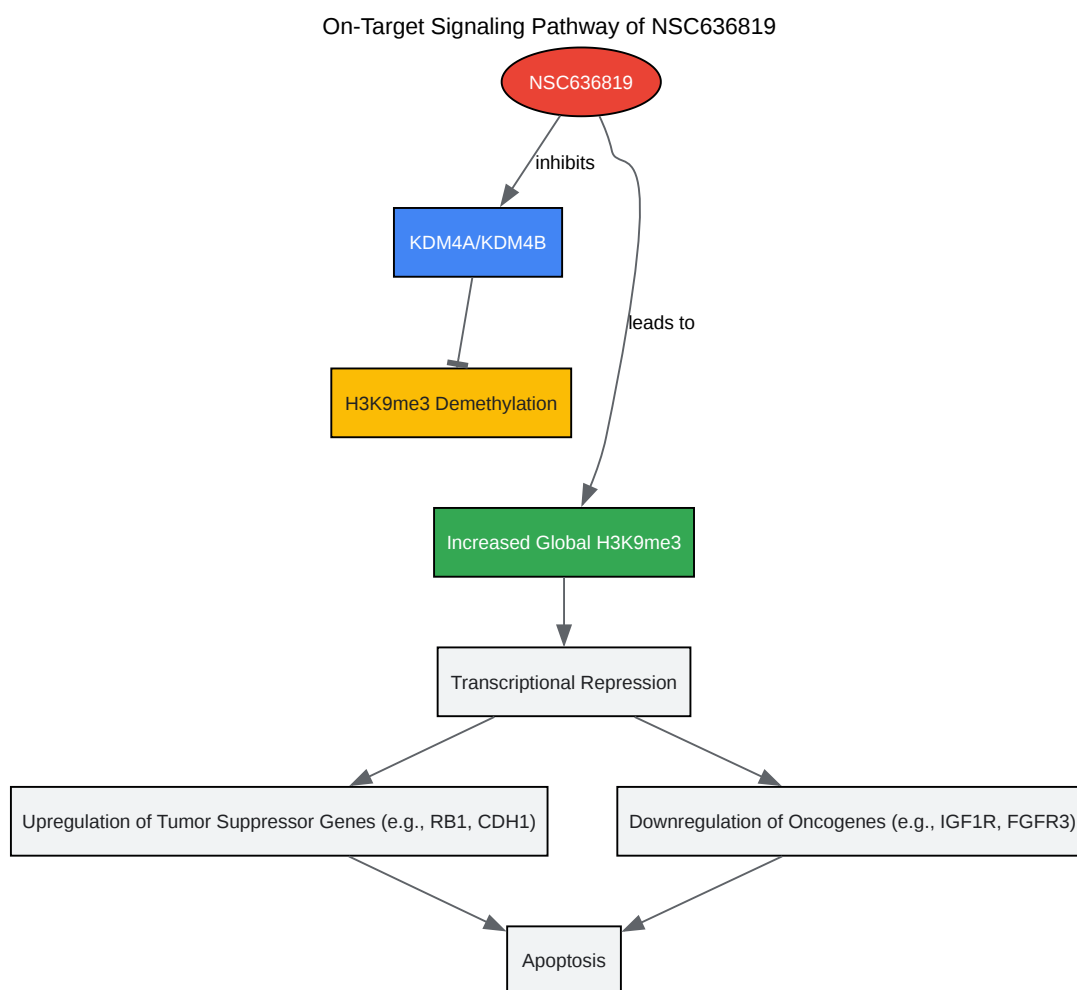 On-Target Signaling Pathway of NSC636819
NSC636819
inhibits
KDM4A/KDM4B
leads to
H3K9me3 Demethylation
Increased Global H3K9me3
Transcriptional Repression
Upregulation of Tumor Suppressor Genes (e.g., RB1, CDH1)
Downregulation of Oncogenes (e.g., IGF1R, FGFR3)
Apoptosis